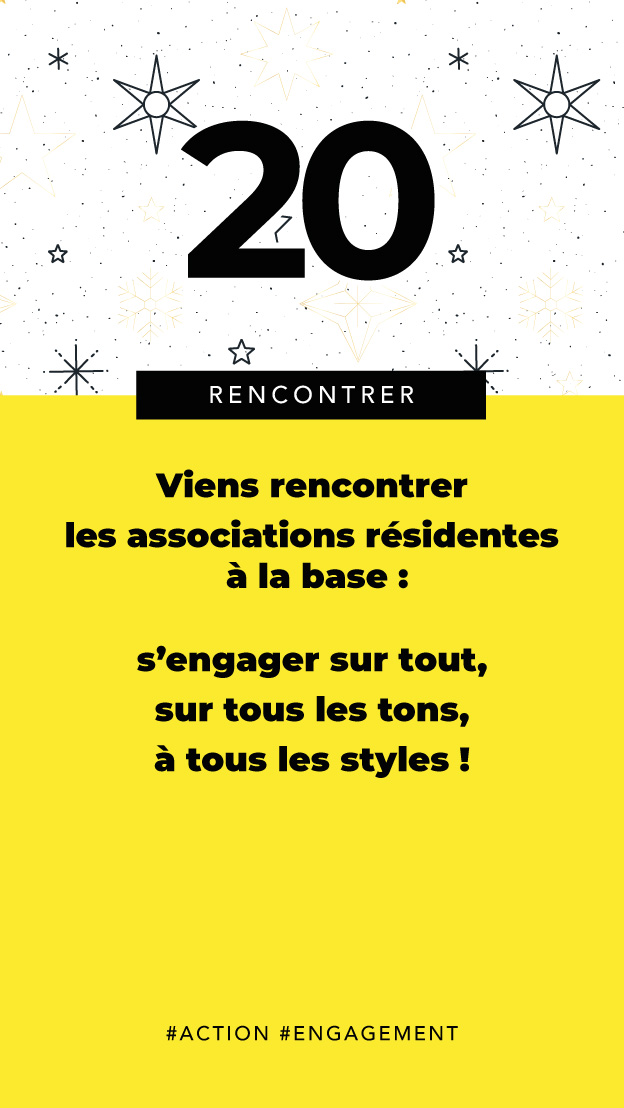 20
RENCONTRER
Viens rencontrer
les associations résidentes
à la base :
s’engager sur tout,
sur tous les tons,
à tous les styles !
#ACTION #ENGAGEMENT